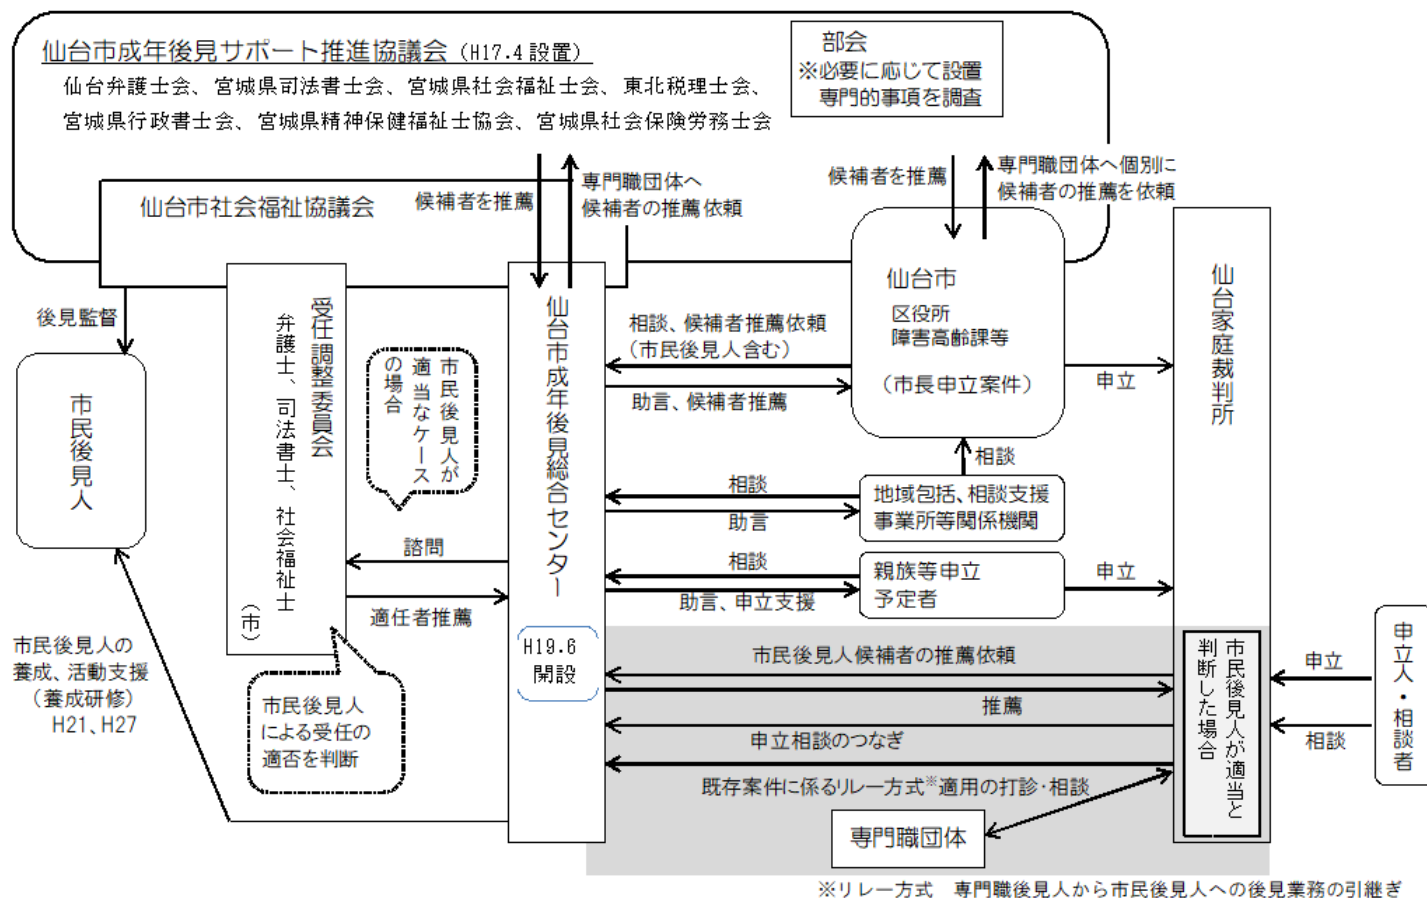 仙台市成年後見サポート推進協議会（H17.4 設置）
仙台弁護士会、宮城県司法書士会、宮城県社会福祉士会、東北税理士会、
宮城県行政書士会、宮城県精神保健福祉士協会、宮城県社会保険労務士会
部会
※必要に応じて設置
専門的事項を調査
仙台市社会福祉協議会
候補者を推薦
専門職団体へ
候補者の推薦依頼
候補者を推薦
専門職団体へ個別に
候補者の推薦を依頼
後見監督
市民後見人
受任調整委員会
弁護士、司法書士、社会福祉士
（市）
市民後見人が
適当なケース
の場合
仙台市成年後見総合センター
H19.6
開設
相談、候補者推薦依頼
（市民後見人含む）
助言、候補者推薦
仙台市
区役所
障害高齢課等
（市長申立案件）
申立
仙台家庭裁判所
相談
相談
助言
地域包括、相談支援
事業所等関係機関
諮問
適任者推薦
相談
助言、申立支援
親族等申立
予定者
申立
市民後見人の
養成、活動支援
（養成研修）
H21、H27
市民後見人
による受任の
適否を判断
市民後見人候補者の推薦依頼
推薦
申立相談のつなぎ
既存案件に係るリレー方式※適用の打診・相談
専門職団体
市民後見人が適当と
判断した場合
申立
相談
申立人・相談者
※リレー方式　専門職後見人から市民後見人への後見業務の引継ぎ